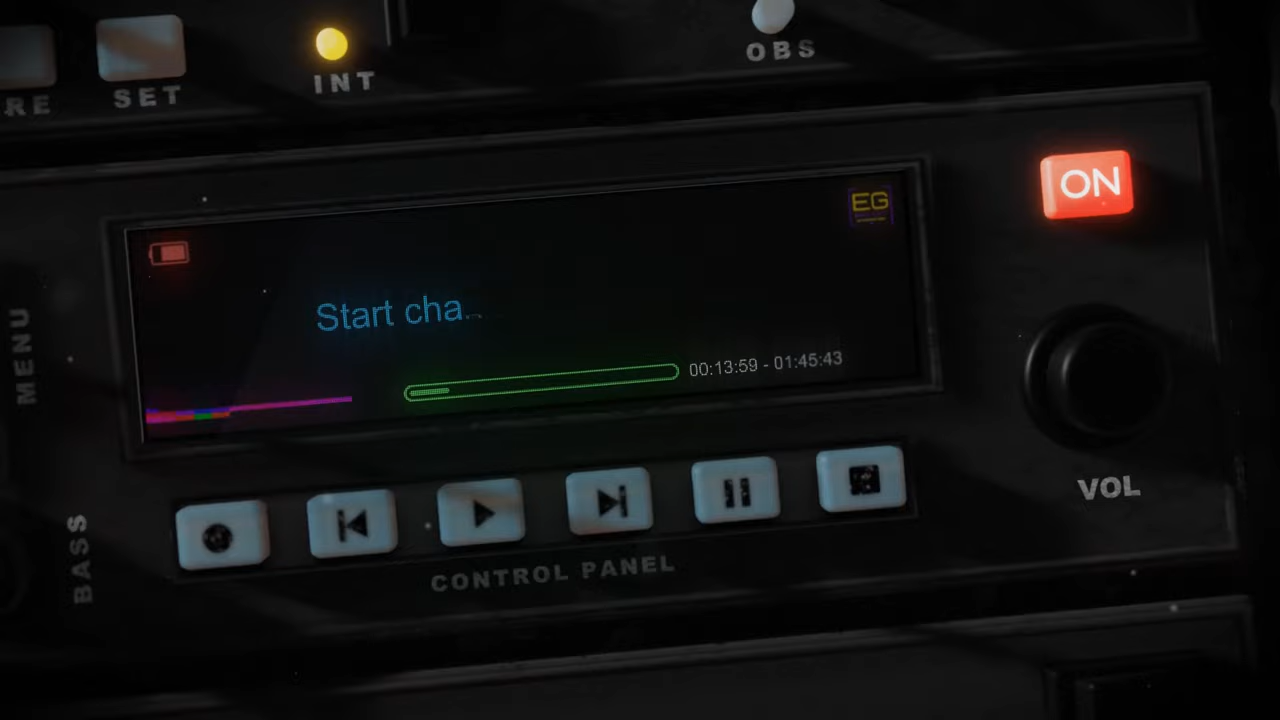 RE
SET
INT
OBS
ON
EG
Start cha
00:13:59 - 01:45:43
MENU
BASS
VOL
CONTROL PANEL